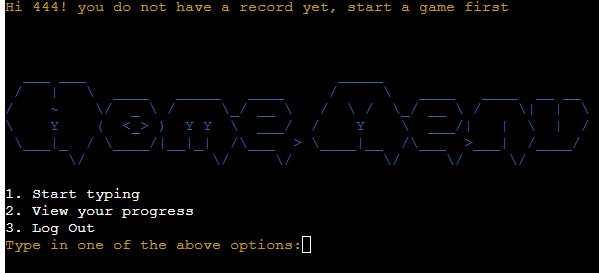 Hi 444! you do not have a record yet, start a game first
Home Menu
1. Start typing
2. View your progress
3. Log Out
Type in one of the above options: